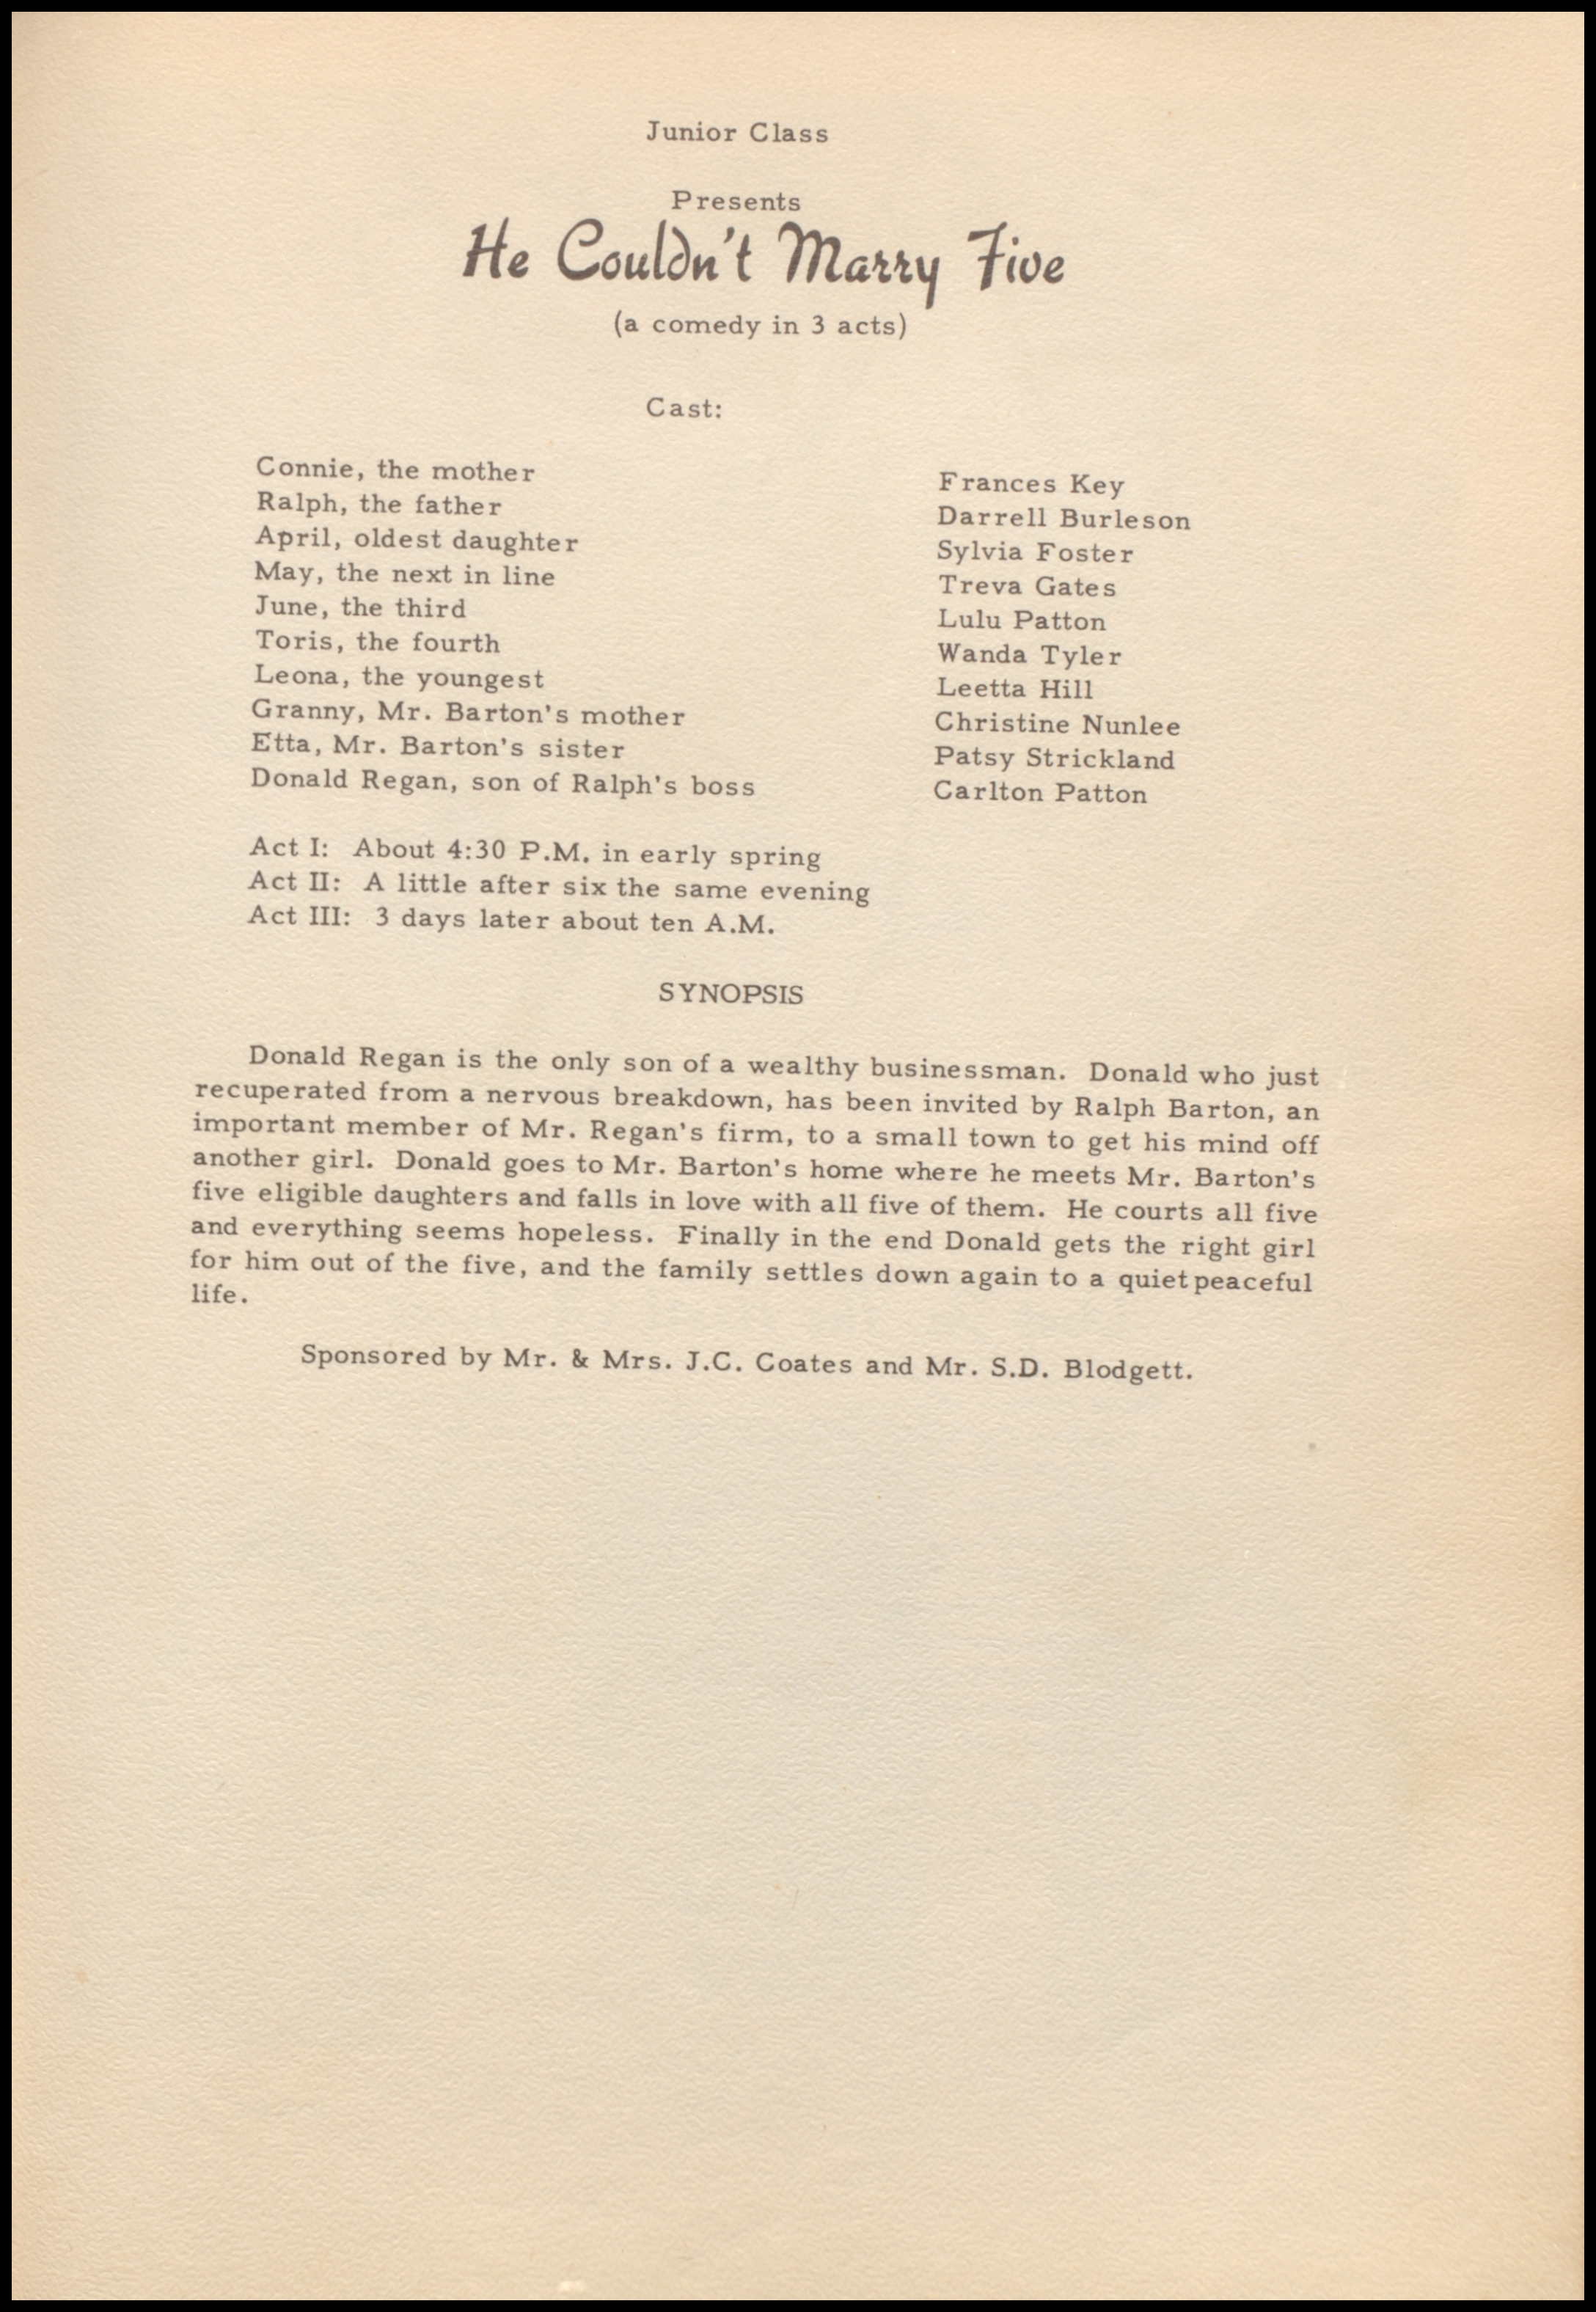 Junior Class
Presents
He Couldn't Marry Five
(a comedy in 3 acts)
Cast:
Connie, the mother Frances Key
Ralph, the father Darrell Burleson
April, oldest daughter Sylvia Foster
May, the next in line Treva Gates
June, the third Lulu Patton
Toris, the fourth Wanda Tyler
Leona, the youngest Leetta Hill
Granny, Mr. Barton's mother Christine Nunlee
Etta, Mr. Barton's sister Patsy Strickland
Donald Regan, son of Ralph's boss Carlton Patton
Act I: About 4:30 P.M. in early spring
Act II: A little after six the same evening
Act III: 3 days later about ten A.M.
SYNOPSIS
Donald Regan is the only son of a wealthy businessman. Donald who just
recuperated from a nervous breakdown, has been invited by Ralph Barton, an
important member of Mr. Regan's firm, to a small town to get his mind off
another girl. Donald goes to Mr. Barton's home where he meets Mr. Barton's
five eligible daughters and falls in love with all five of them. He courts all five
and everything seems hopeless. Finally in the end Donald gets the right girl
for him out of the five, and the family settles down again to a quiet peaceful
life.
Sponsored by Mr. & Mrs. J.C. Coates and Mr. S.D. Blodgett.